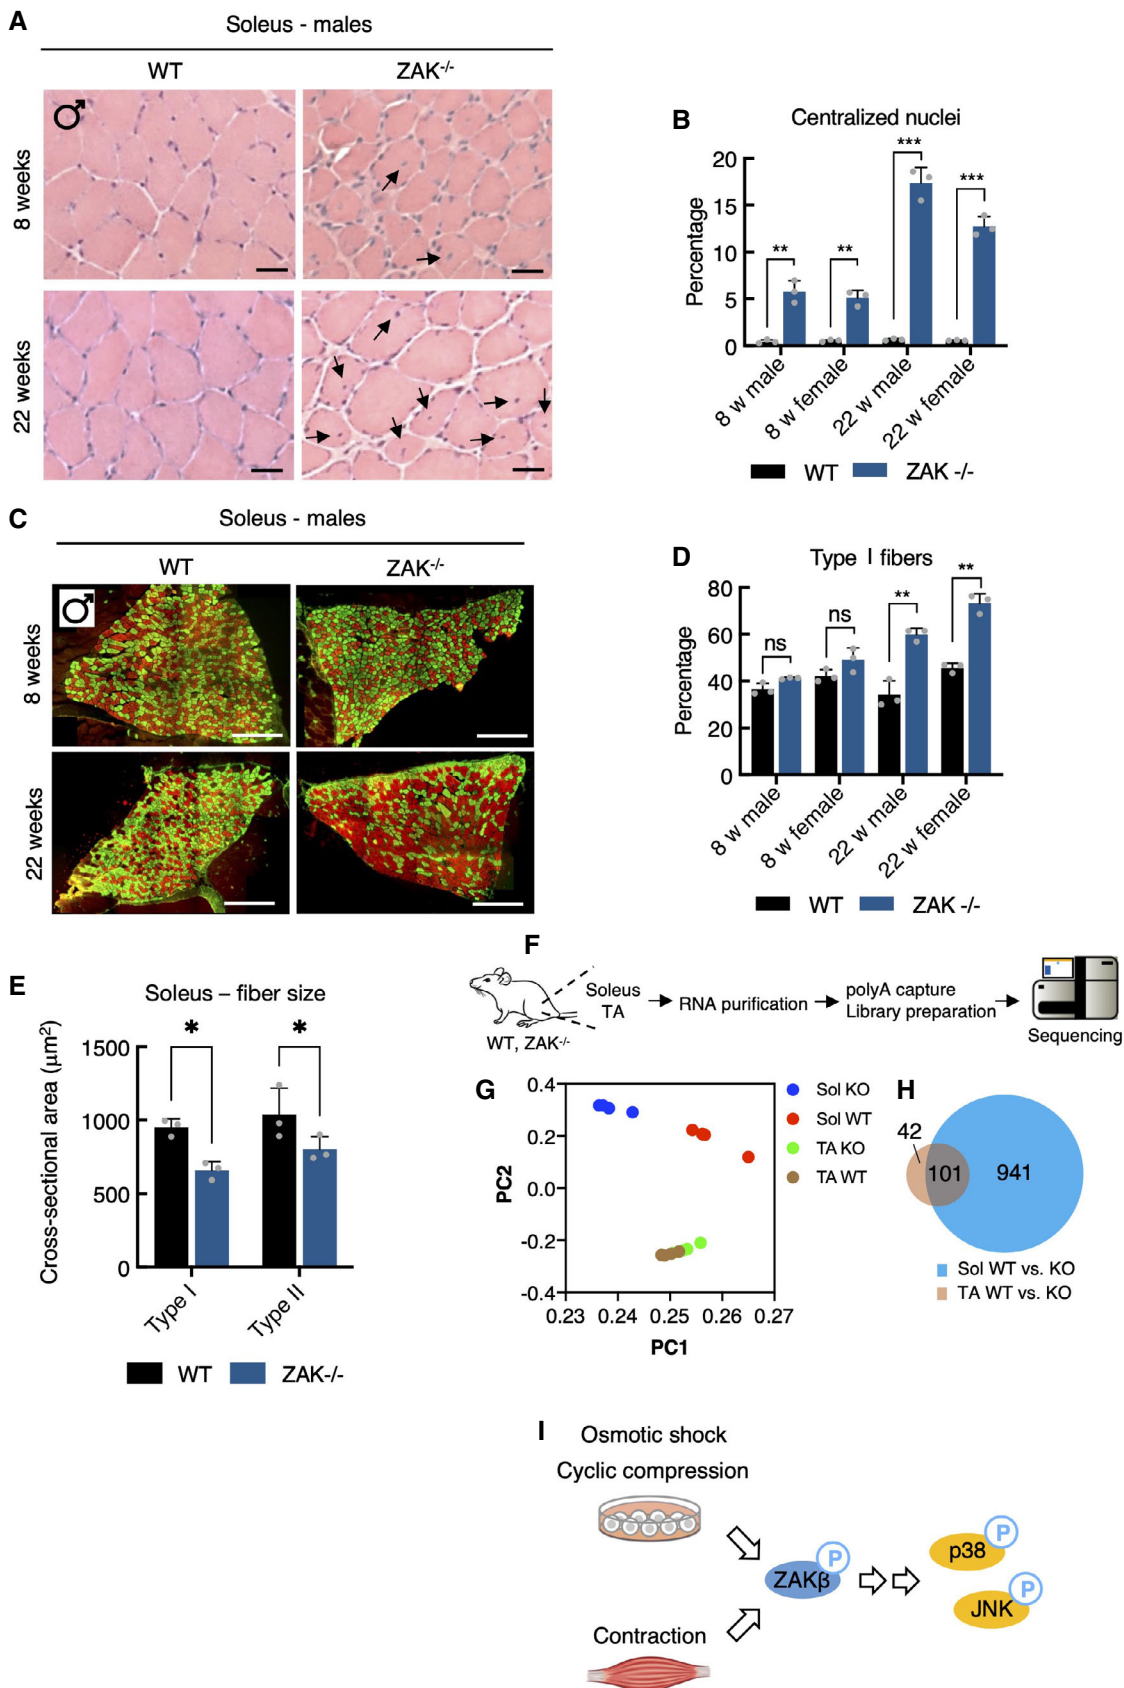 A
Soleus - males
WT
ZAK-/-
8 weeks
22 weeks
B
Centralized nuclei
Percentage
20
15
10
5
0
**
**
***
***
8 w male
8 w female
22 w male
22 w female
WT
ZAK -/-
C
Soleus - males
WT
ZAK-/-
8 weeks
22 weeks
D
Type I fibers
Percentage
80
60
40
20
0
ns
ns
**
**
8 w male
8 w female
22 w male
22 w female
WT
ZAK -/-
E
Soleus – fiber size
Cross-sectional area (μm2)
1500
1000
500
0
*
*
Type I
Type II
WT
ZAK-/-
F
WT, ZAK-/-
Soleus
TA
RNA purification
polyA capture
Library preparation
Sequencing
G
PC2
0.4
0.2
0.0
-0.2
-0.4
0.23
0.24
0.25
0.26
0.27
PC1
Sol KO
Sol WT
TA KO
TA WT
H
42
101
941
Sol WT vs. KO
TA WT vs. KO
I
Osmotic shock
Cyclic compression
Contraction
ZAKβ
P
p38
P
JNK
P